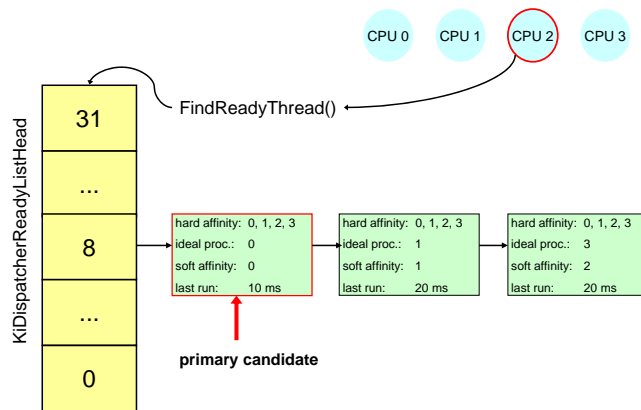 CPU 0
CPU 1
CPU 2
CPU 3
FindReadyThread()
KiDispatcherReadyListHead
31
...
8
...
0
hard affinity: 0, 1, 2, 3
ideal proc.: 0
soft affinity: 0
last run: 10 ms
hard affinity: 0, 1, 2, 3
ideal proc.: 1
soft affinity: 1
last run: 20 ms
hard affinity: 0, 1, 2, 3
ideal proc.: 3
soft affinity: 2
last run: 20 ms
primary candidate